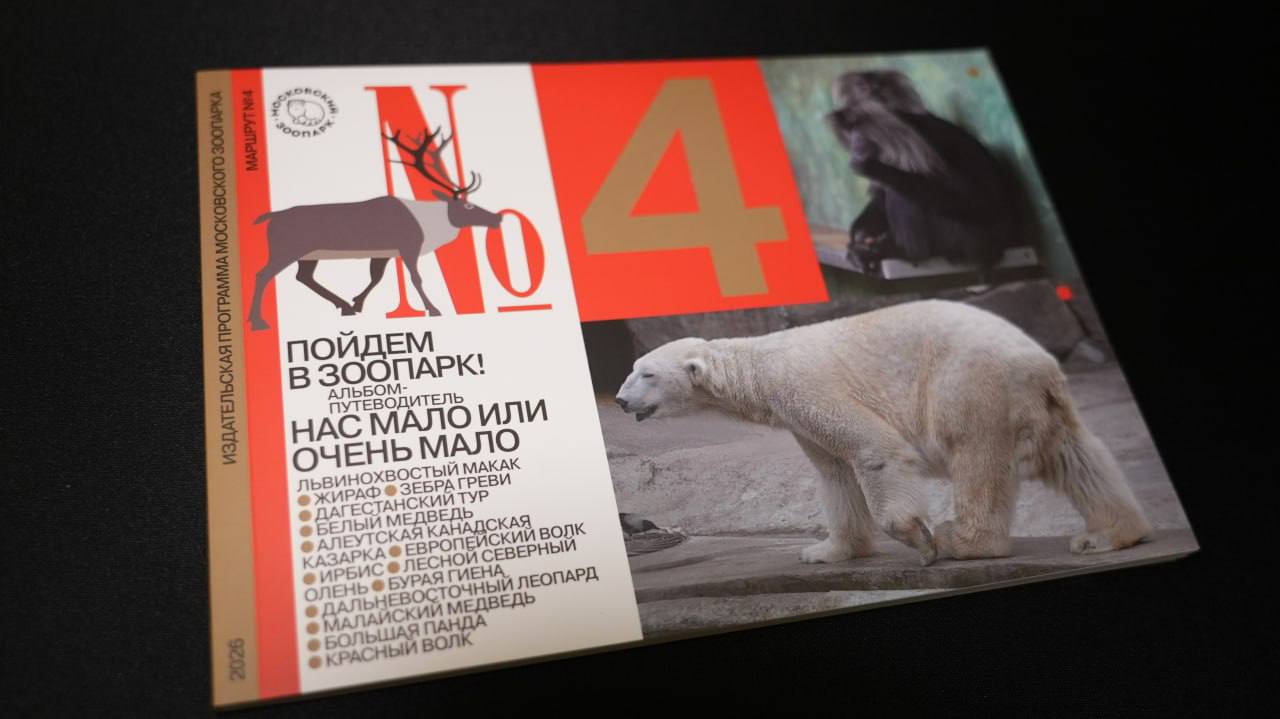 ИЗДАТЕЛЬСКАЯ ПРОГРАММА МОСКОВСКОГО ЗООПАРКА
МАРШРУТ №4
2026
МОСКОВСКИЙ
ЗООПАРК
№
4
ПОЙДЕМ
В ЗООПАРК!
АЛЬБОМ-
ПУТЕВОДИТЕЛЬ
НАС МАЛО ИЛИ
ОЧЕНЬ МАЛО
ЛЬВИНОХВОСТЫЙ МАКАК
● ЖИРАФ ● ЗЕБРА ГРЕВИ
● ДАГЕСТАНСКИЙ ТУР
● БЕЛЫЙ МЕДВЕДЬ
● АЛЕУТСКАЯ КАНАДСКАЯ
КАЗАРКА ● ЕВРОПЕЙСКИЙ ВОЛК
● ИРБИС ● ЛЕСНОЙ СЕВЕРНЫЙ
ОЛЕНЬ ● БУРАЯ ГИЕНА
● ДАЛЬНЕВОСТОЧНЫЙ ЛЕОПАРД
● МАЛАЙСКИЙ МЕДВЕДЬ
● БОЛЬШАЯ ПАНДА
● КРАСНЫЙ ВОЛК